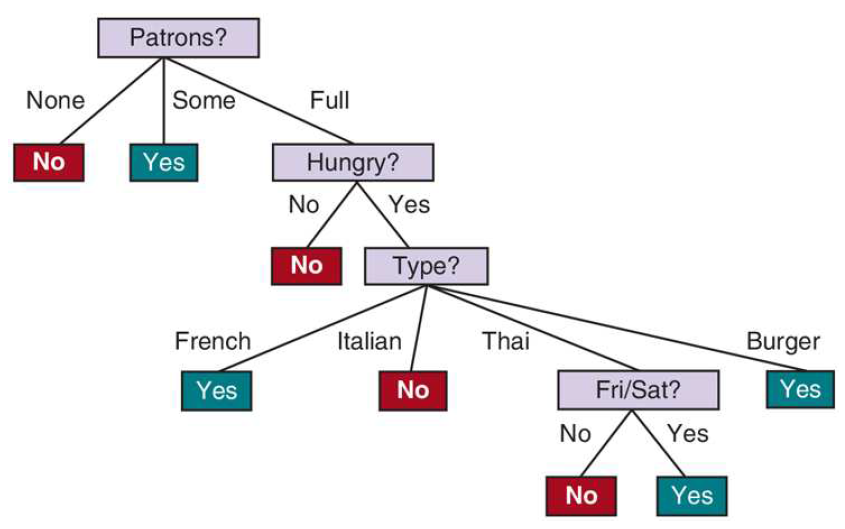 Patrons?
None Some Full
No Yes Hungry?
No Yes
No Type?
French Italian Thai Burger
Yes No Fri/Sat? Yes
No Yes
No Yes